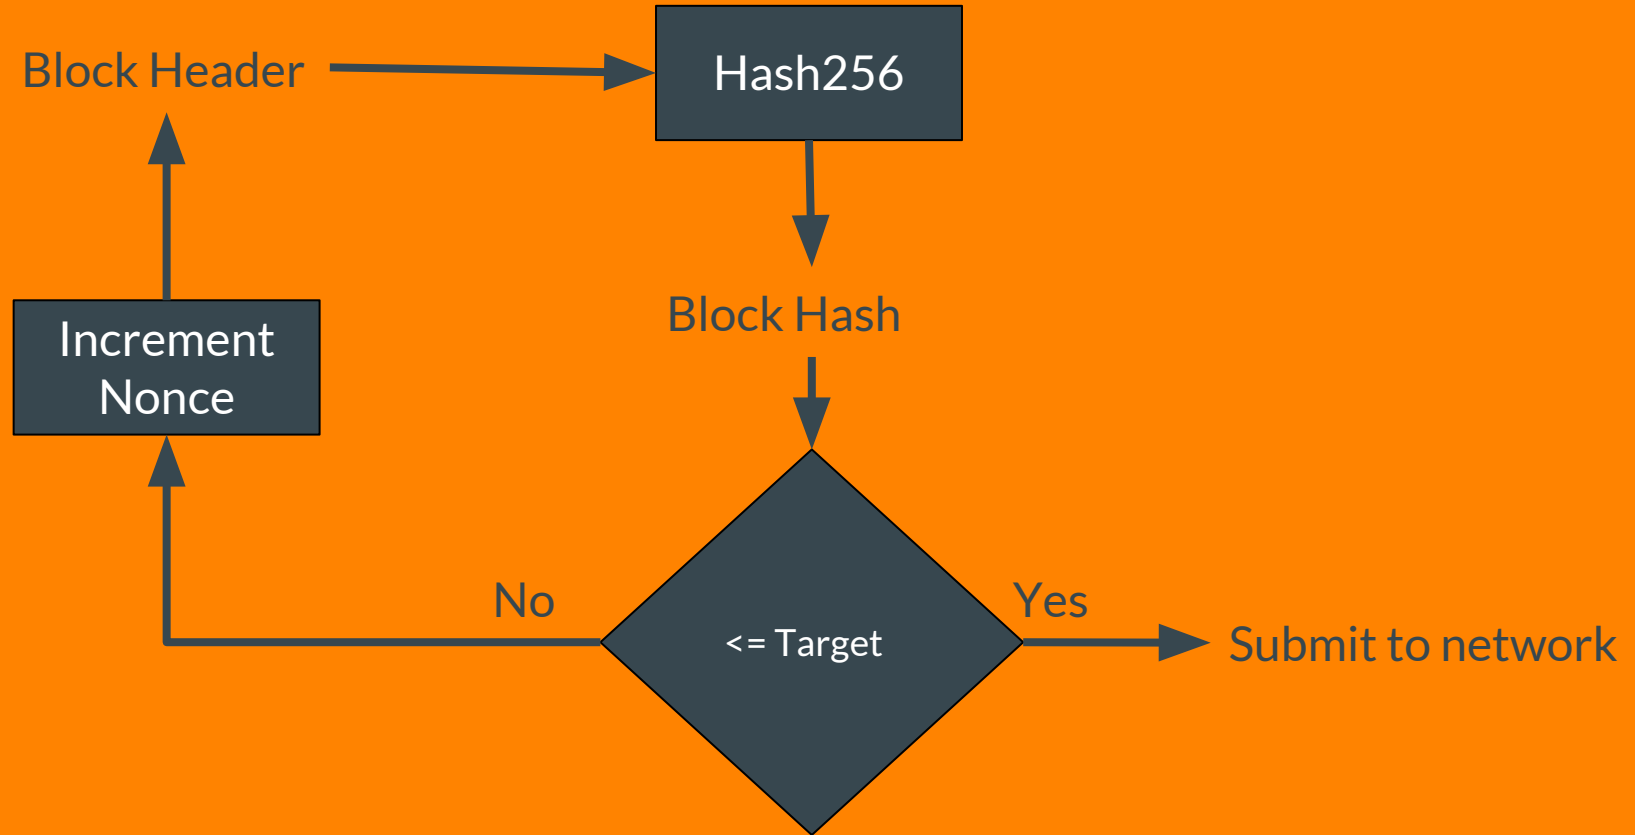 Block Header
Hash256
Block Hash
Increment
Nonce
No
Yes
<= Target
Submit to network